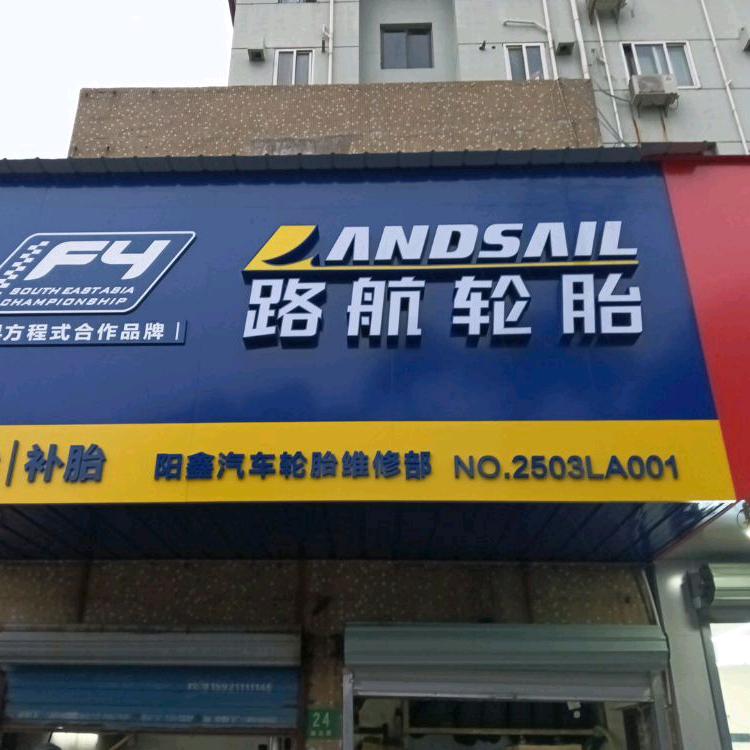 F4
SOUTH EAST ASIA
CHAMPIONSHIP
方程式合作品牌
LANDSAIL
路航轮胎
补胎
阳鑫汽车轮胎维修部 NO.2503LA001
24